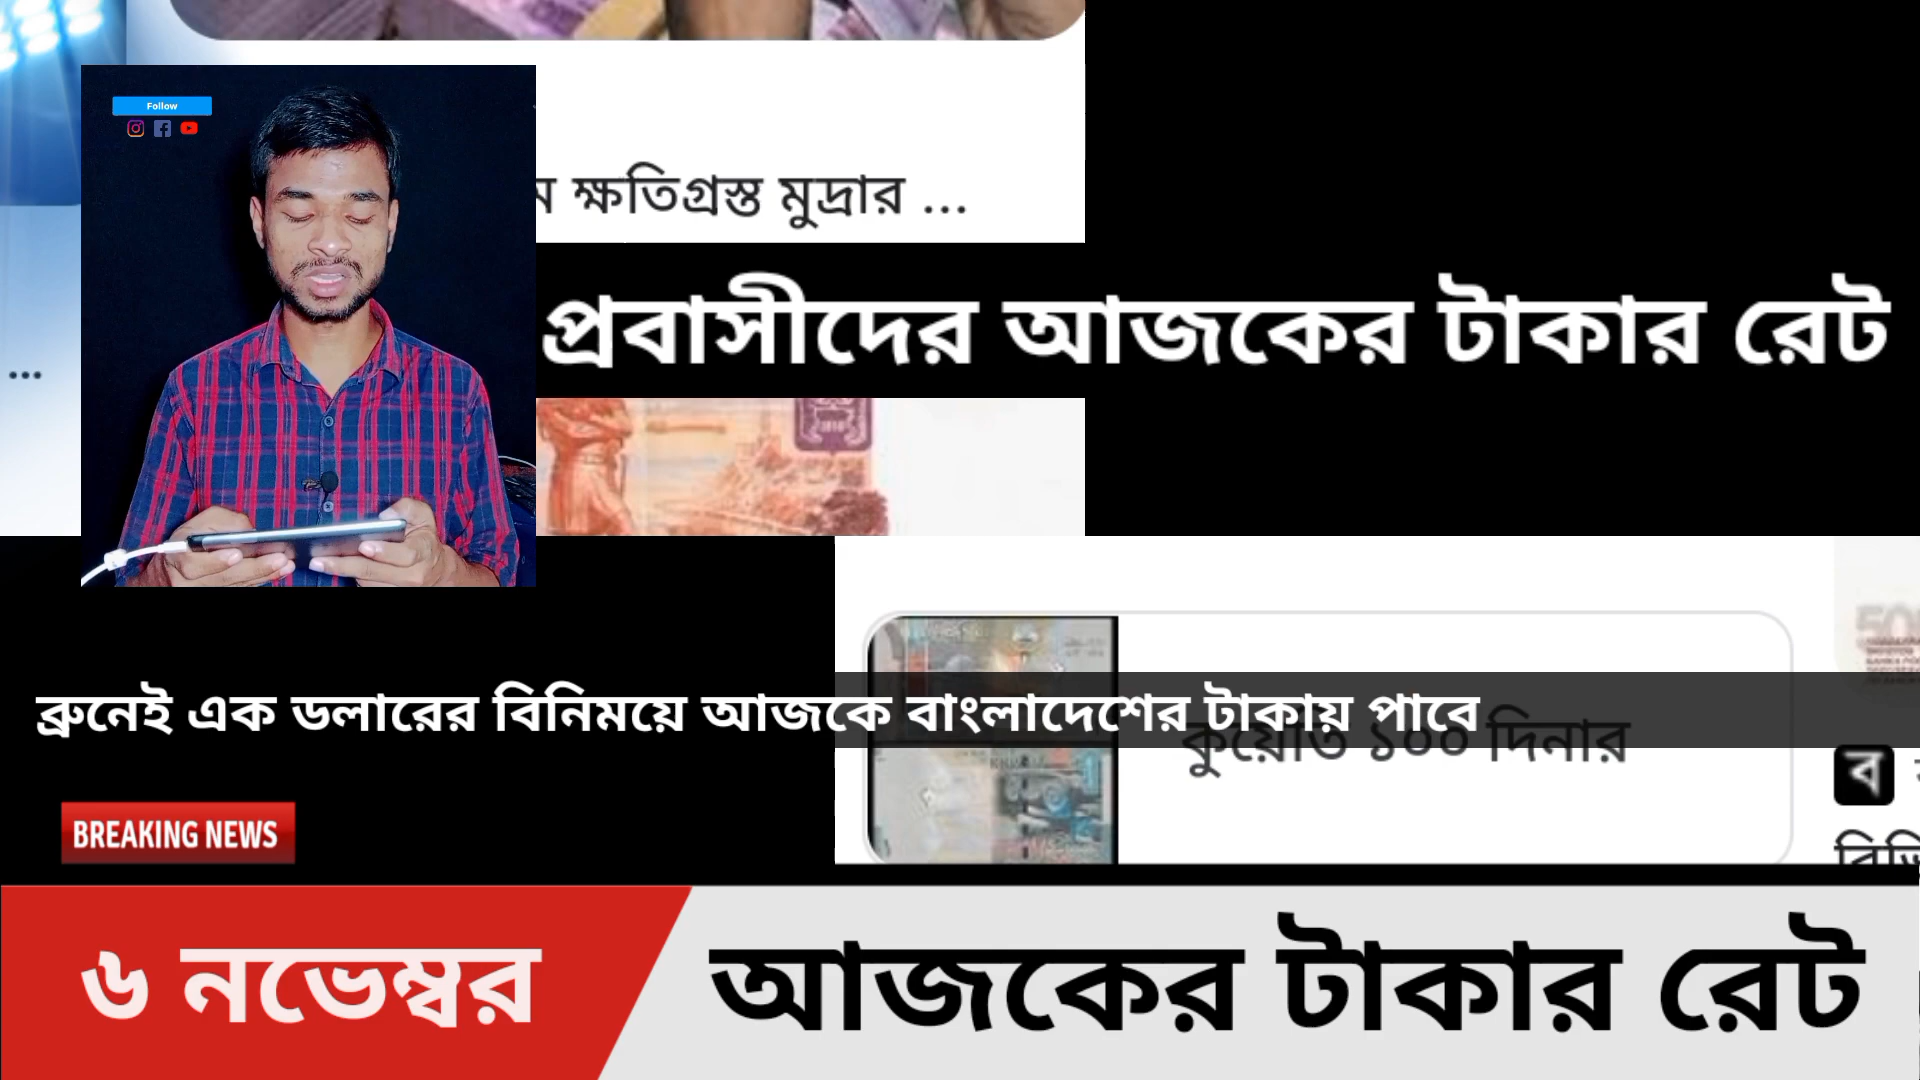 Follow
ক্ষতিগ্রস্ত মুদ্রার ...
প্রবাসীদের আজকের টাকার রেট
...
ব্রুনেই এক ডলারের বিনিময়ে আজকে বাংলাদেশের টাকায় পাবে
কুয়েতি ১০০ দিনার
ব
BREAKING NEWS
৬ নভেম্বর
আজকের টাকার রেট